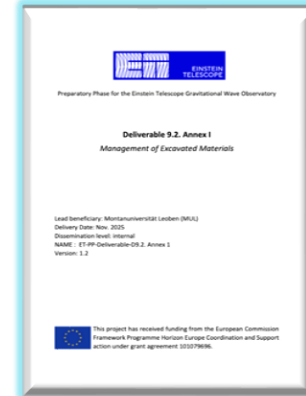 ET EINSTEIN
TELESCOPE
Preparatory Phase for the Einstein Telescope Gravitational Wave Observatory
Deliverable 9.2. Annex I
Management of Excavated Materials
Lead beneficiary: Montanuniversität Leoben (MUL)
Delivery Date: Nov. 2025
Dissemination level: internal
NAME : ET-PP-Deliverable-D9.2. Annex 1
Version: 1.2
This project has received funding from the European Commission
Framework Programme Horizon Europe Coordination and Support
action under grant agreement 101079696.